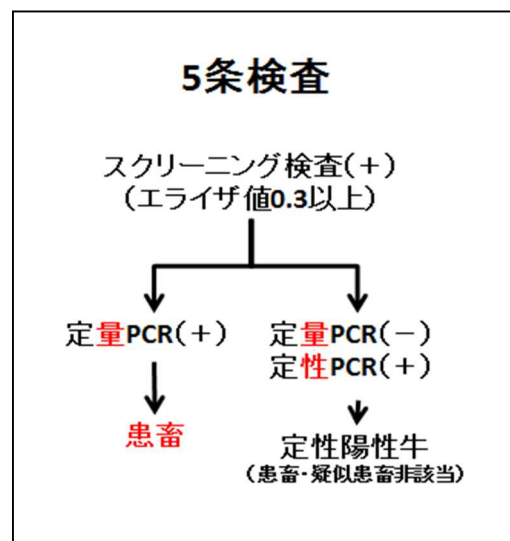 5条検査
スクリーニング検査(+)
(エライザ値0.3以上)
定量PCR(+)
患畜
定量PCR(-)
定性PCR(+)
定性陽性牛
(患畜・疑似患畜非該当)